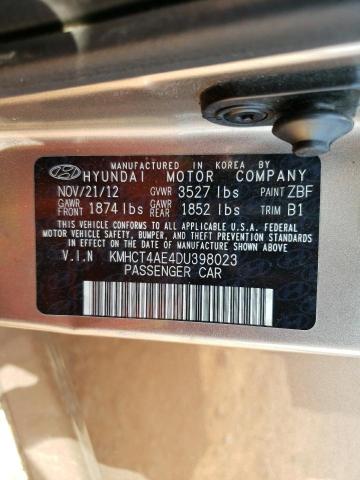 MANUFACTURED IN KOREA BY
HYUNDAI MOTOR COMPANY
NOV/21/12 GVWR 3527 lbs PAINT ZBF
GAWR FRONT 1874 lbs GAWR REAR 1852 lbs TRIM B1
THIS VEHICLE CONFORMS TO ALL APPLICABLE U.S.A FEDERAL
MOTOR VEHICLE SAFETY, BUMPER, AND THEFT PREVENTION
STANDARDS IN EFFECT ON THE DATE OF MANUFACTURE
SHOWN ABOVE.
V.I.N KMHCT4AE4DU398023
PASSENGER CAR